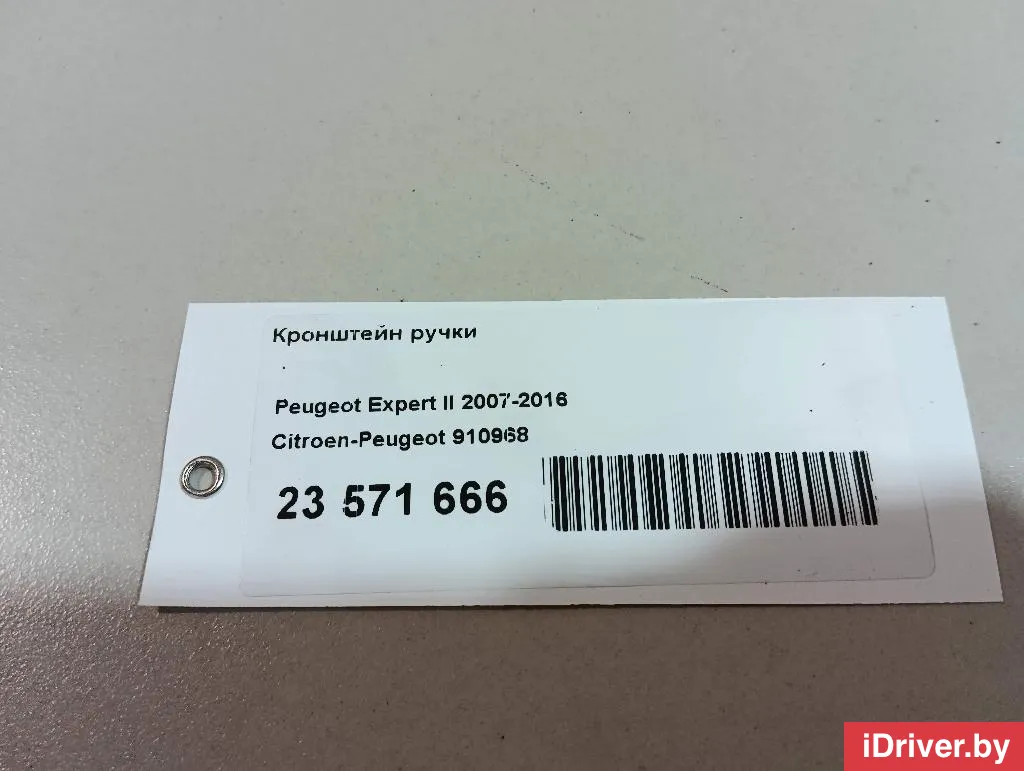 Кронштейн ручки
Peugeot Expert II 2007-2016
Citroen-Peugeot 910968
23 571 666
iDriver.by